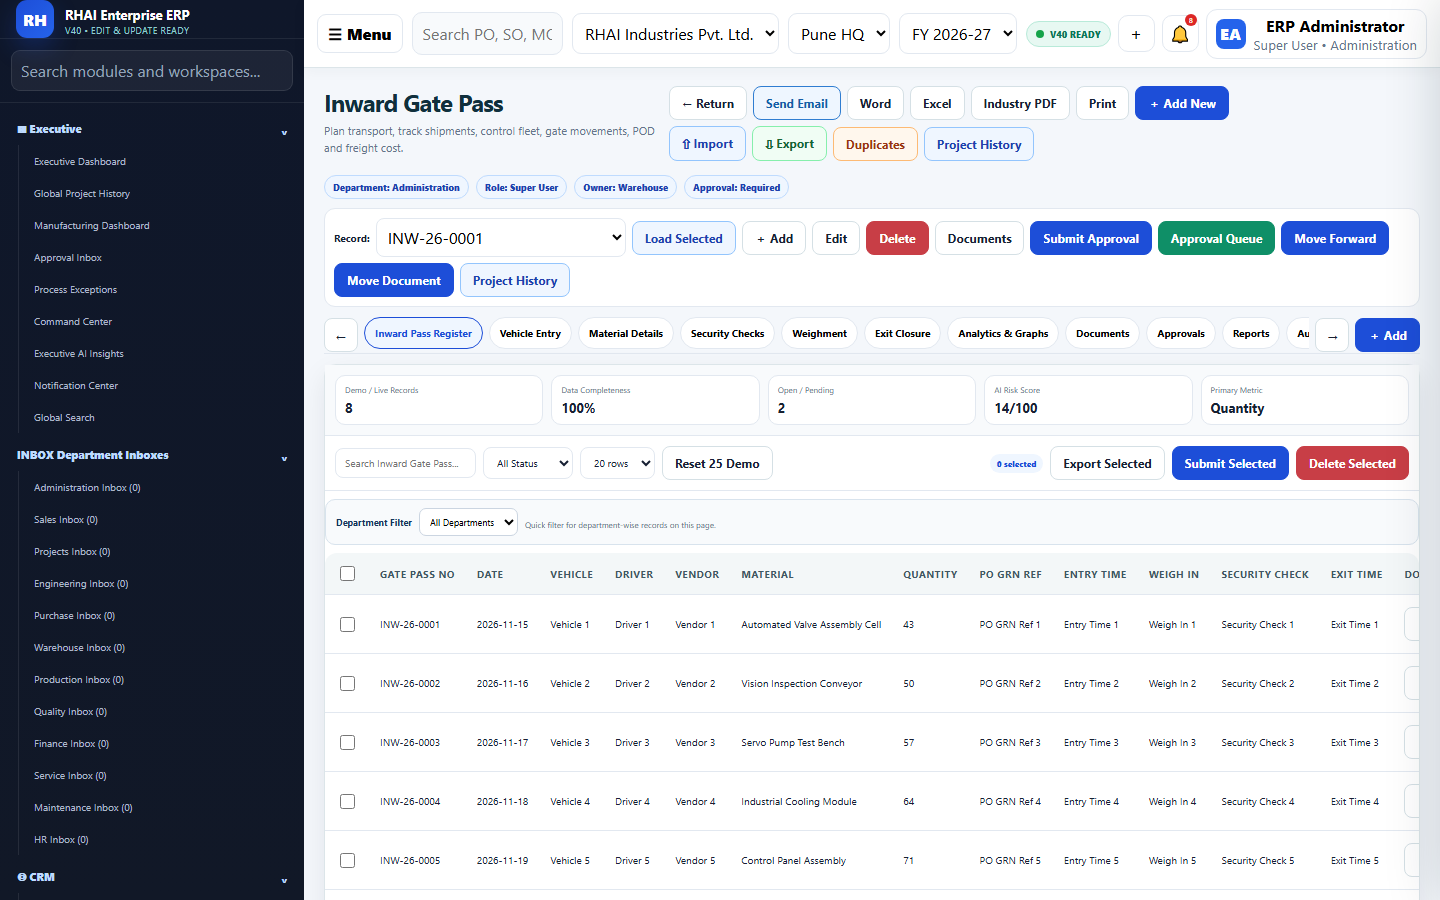 RH RHAI Enterprise ERP
V40 • EDIT & UPDATE READY
Search modules and workspaces...
Executive
Executive Dashboard
Global Project History
Manufacturing Dashboard
Approval Inbox
Process Exceptions
Command Center
Executive AI Insights
Notification Center
Global Search
INBOX Department Inboxes
Administration Inbox (0)
Sales Inbox (0)
Projects Inbox (0)
Engineering Inbox (0)
Purchase Inbox (0)
Warehouse Inbox (0)
Production Inbox (0)
Quality Inbox (0)
Finance Inbox (0)
Service Inbox (0)
Maintenance Inbox (0)
HR Inbox (0)
CRM
☰ Menu Search PO, SO, MO RHAI Industries Pvt. Ltd. Pune HQ FY 2026-27 V40 READY + 8 EA ERP Administrator
Super User • Administration
Inward Gate Pass
Plan transport, track shipments, control fleet, gate movements, POD
and freight cost.
← Return Send Email Word Excel Industry PDF Print + Add New
⇧ Import ⇩ Export Duplicates Project History
Department: Administration Role: Super User Owner: Warehouse Approval: Required
Record: INW-26-0001 Load Selected + Add Edit Delete Documents Submit Approval Approval Queue Move Forward
Move Document Project History
← Inward Pass Register Vehicle Entry Material Details Security Checks Weighment Exit Closure Analytics & Graphs Documents Approvals Reports Au → + Add
Demo / Live Records Data Completeness Open / Pending AI Risk Score Primary Metric
8 100% 2 14/100 Quantity
Search Inward Gate Pass... All Status 20 rows Reset 25 Demo 0 selected Export Selected Submit Selected Delete Selected
Department Filter All Departments Quick filter for department-wise records on this page.
GATE PASS NO DATE VEHICLE DRIVER VENDOR MATERIAL QUANTITY PO GRN REF ENTRY TIME WEIGH IN SECURITY CHECK EXIT TIME DO
INW-26-0001 2026-11-15 Vehicle 1 Driver 1 Vendor 1 Automated Valve Assembly Cell 43 PO GRN Ref 1 Entry Time 1 Weigh In 1 Security Check 1 Exit Time 1
INW-26-0002 2026-11-16 Vehicle 2 Driver 2 Vendor 2 Vision Inspection Conveyor 50 PO GRN Ref 2 Entry Time 2 Weigh In 2 Security Check 2 Exit Time 2
INW-26-0003 2026-11-17 Vehicle 3 Driver 3 Vendor 3 Servo Pump Test Bench 57 PO GRN Ref 3 Entry Time 3 Weigh In 3 Security Check 3 Exit Time 3
INW-26-0004 2026-11-18 Vehicle 4 Driver 4 Vendor 4 Industrial Cooling Module 64 PO GRN Ref 4 Entry Time 4 Weigh In 4 Security Check 4 Exit Time 4
INW-26-0005 2026-11-19 Vehicle 5 Driver 5 Vendor 5 Control Panel Assembly 71 PO GRN Ref 5 Entry Time 5 Weigh In 5 Security Check 5 Exit Time 5